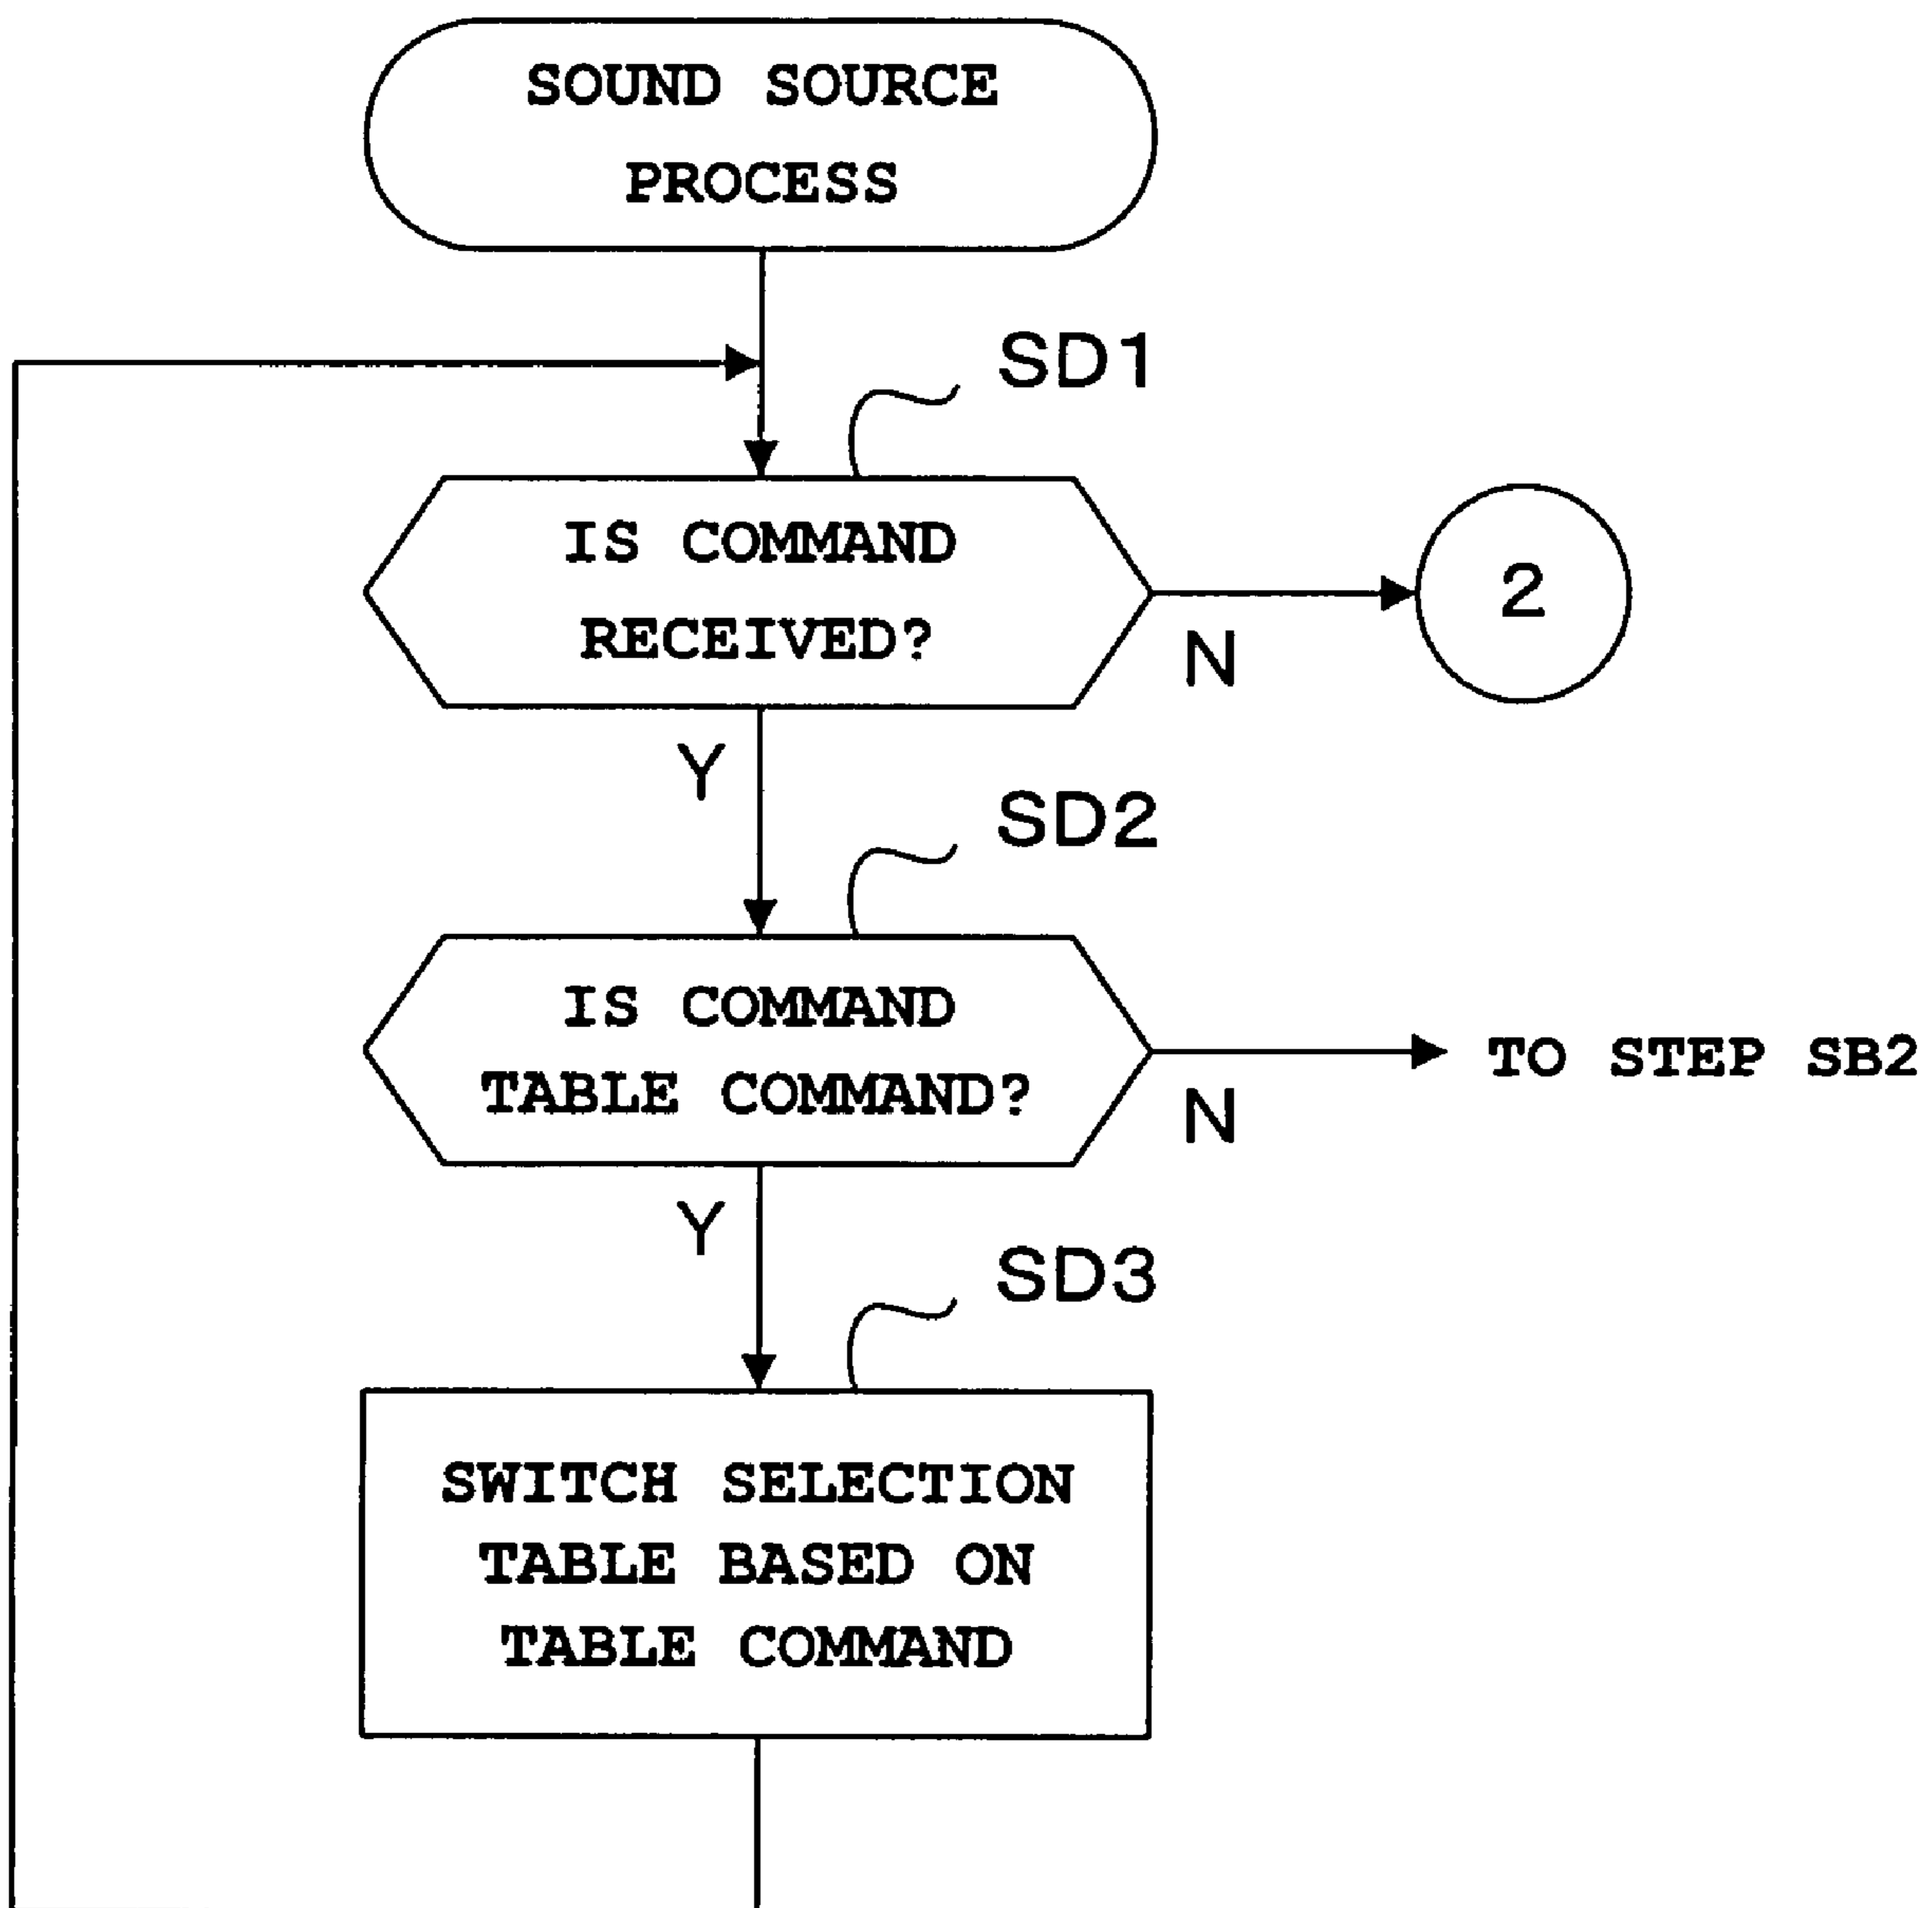 SOUND SOURCE
PROCESS
SD1
IS COMMAND
RECEIVED?
2
N
Y
SD2
IS COMMAND
TABLE COMMAND?
TO STEP SB2
N
Y
SD3
SWITCH SELECTION
TABLE BASED ON
TABLE COMMAND